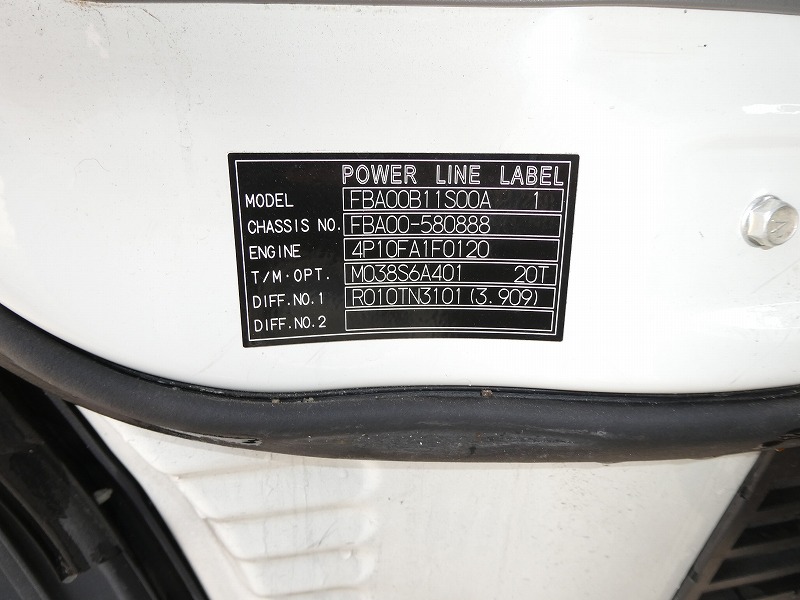 POWER LINE LABEL
MODEL FBA00B11S00A 1
CHASSIS NO. FBA00-580888
ENGINE 4P10FA1F0120
T/M·OPT. M038S6A401 20T
DIFF.NO.1 R010TN3101(3.909)
DIFF.NO.2